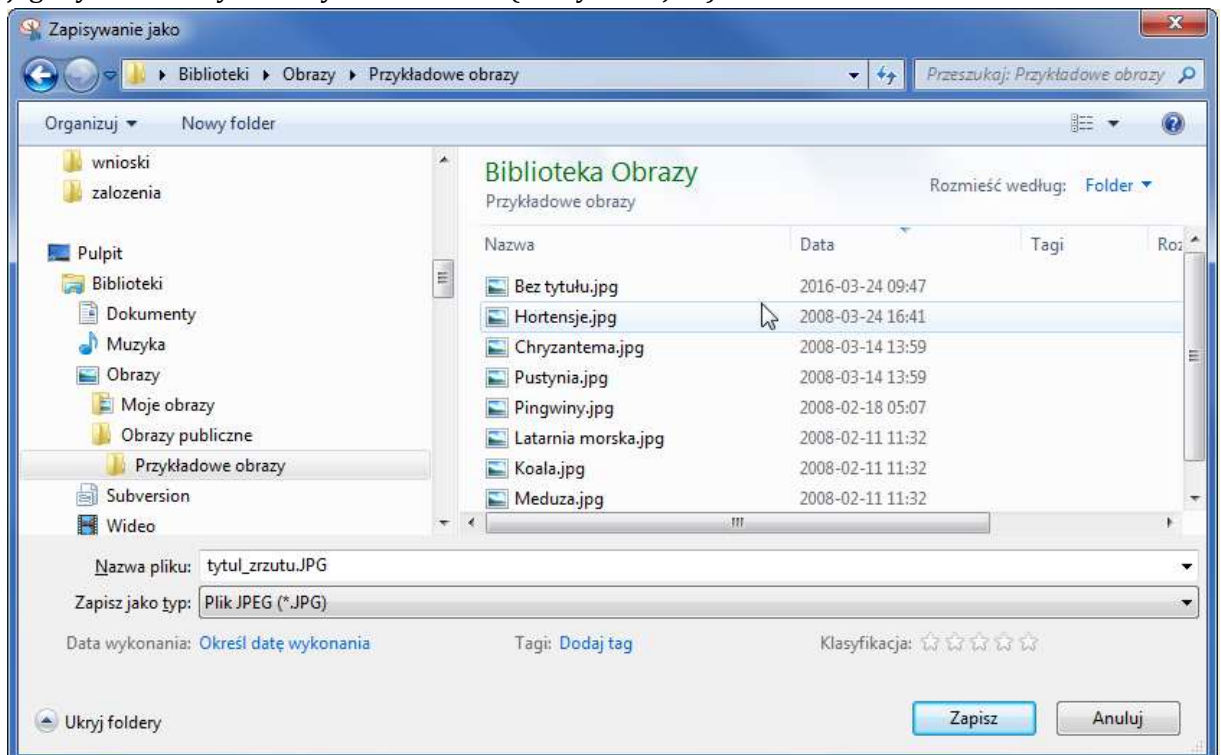 Zapisywanie jako
Biblioteki Obrazy Przykładowe obrazy Przeszukaj: Przykładowe obrazy
Organizuj Nowy folder
wnioski
zalozenia
Pulpit
Biblioteki
Dokumenty
Muzyka
Obrazy
Moje obrazy
Obrazy publiczne
Przykładowe obrazy
Subversion
Wideo
Biblioteka Obrazy
Przykładowe obrazy
Rozmieść według: Folder
Nazwa Data Tagi Roz
Bez tytułu.jpg 2016-03-24 09:47
Hortensje.jpg 2008-03-24 16:41
Chryzantema.jpg 2008-03-14 13:59
Pustynia.jpg 2008-03-14 13:59
Pingwiny.jpg 2008-02-18 05:07
Latarnia morska.jpg 2008-02-11 11:32
Koala.jpg 2008-02-11 11:32
Meduza.jpg 2008-02-11 11:32
Nazwa pliku: tytul_zrzutu.JPG
Zapisz jako typ: Plik JPEG (*.JPG)
Data wykonania: Określ datę wykonania Tagi: Dodaj tag Klasyfikacja:
Ukryj foldery Zapisz Anuluj